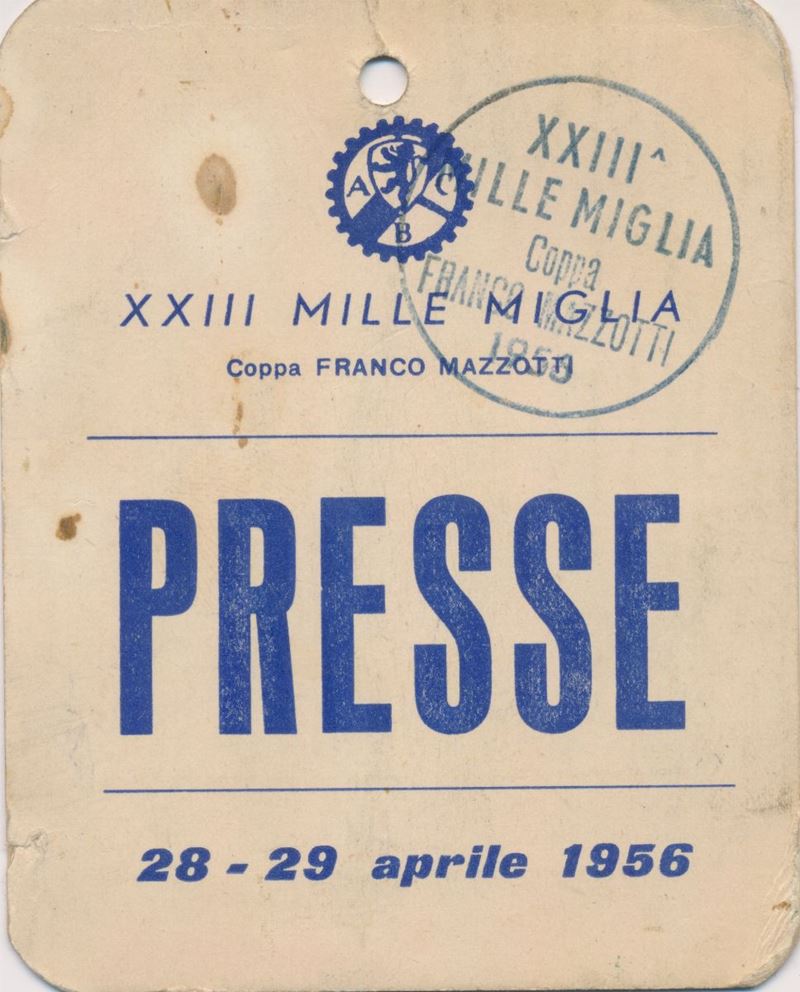 A C
B
XXIII^
MILLE MIGLIA
Coppa
FRANCO MAZZOTTI
XXIII MILLE MIGLIA
Coppa FRANCO MAZZOTTI
PRESSE
28 - 29 aprile 1956